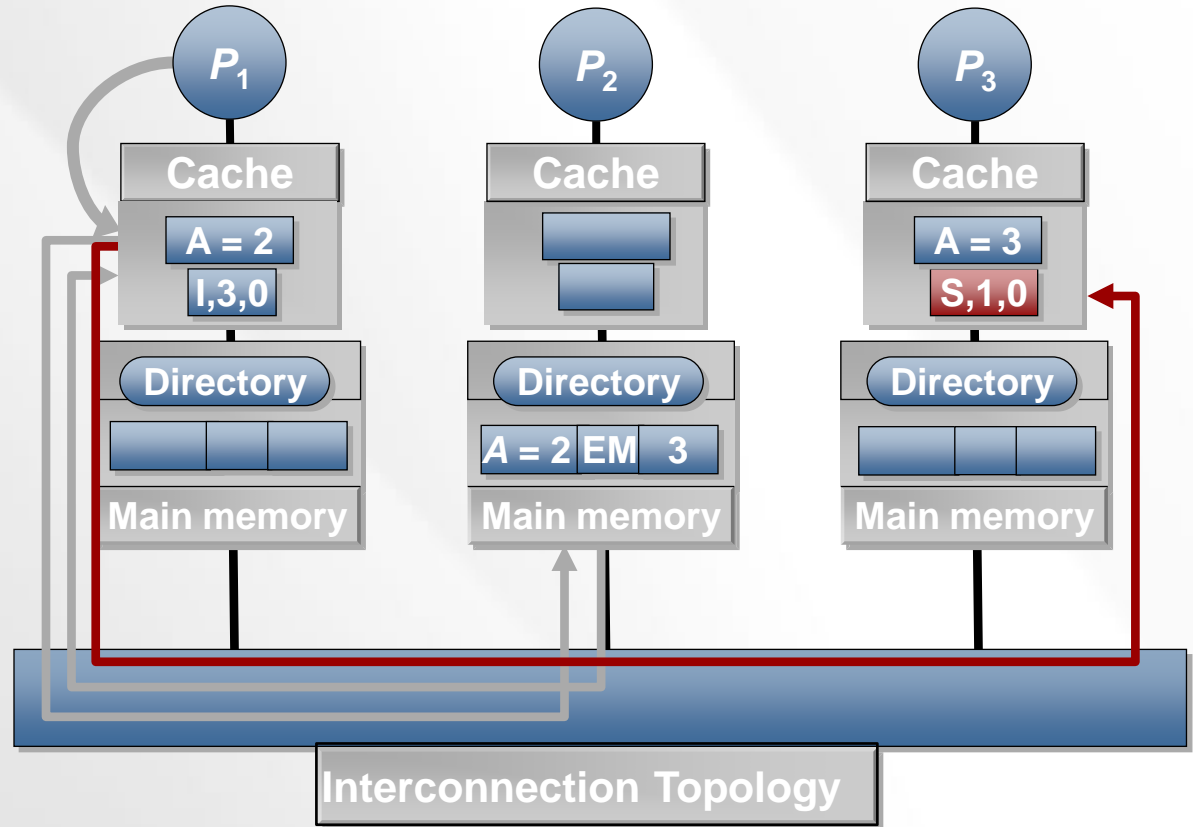 P1 P2 P3
Cache Cache Cache
A = 2 A = 3
I,3,0 S,1,0
Directory Directory Directory
A = 2 EM 3
Main memory Main memory Main memory
Interconnection Topology